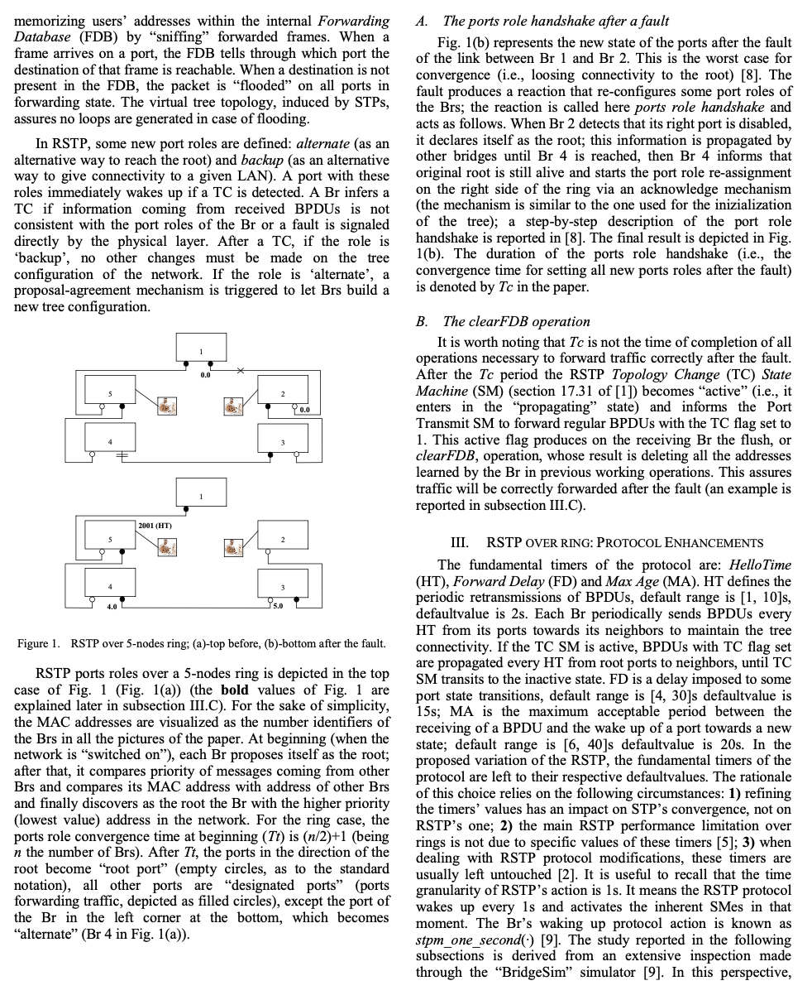 memorizing users’ addresses within the internal Forwarding
Database (FDB) by “sniffing” forwarded frames. When a
frame arrives on a port, the FDB tells through which port the
destination of that frame is reachable. When a destination is not
present in the FDB, the packet is “flooded” on all ports in
forwarding state. The virtual tree topology, induced by STPs,
assures no loops are generated in case of flooding.
In RSTP, some new port roles are defined: alternate (as an
alternative way to reach the root) and backup (as an alternative
way to give connectivity to a given LAN). A port with these
roles immediately wakes up if a TC is detected. A Br infers a
TC if information coming from received BPDUs is not
consistent with the port roles of the Br or a fault is signaled
directly by the physical layer. After a TC, if the role is
‘backup’, no other changes must be made on the tree
configuration of the network. If the role is ‘alternate’, a
proposal-agreement mechanism is triggered to let Brs build a
new tree configuration.
1
0.0
5
2
0.0
4
3
1
2001 (HT)
5
2
4
3
4.0
5.0
Figure 1. RSTP over 5-nodes ring; (a)-top before, (b)-bottom after the fault.
RSTP ports roles over a 5-nodes ring is depicted in the top
case of Fig. 1 (Fig. 1(a)) (the bold values of Fig. 1 are
explained later in subsection III.C). For the sake of simplicity,
the MAC addresses are visualized as the number identifiers of
the Brs in all the pictures of the paper. At beginning (when the
network is “switched on”), each Br proposes itself as the root;
after that, it compares priority of messages coming from other
Brs and compares its MAC address with address of other Brs
and finally discovers as the root the Br with the higher priority
(lowest value) address in the network. For the ring case, the
ports role convergence time at beginning (Tt) is (n/2)+1 (being
n the number of Brs). After Tt, the ports in the direction of the
root become “root port” (empty circles, as to the standard
notation), all other ports are “designated ports” (ports
forwarding traffic, depicted as filled circles), except the port of
the Br in the left corner at the bottom, which becomes
“alternate” (Br 4 in Fig. 1(a)).
A. The ports role handshake after a fault
Fig. 1(b) represents the new state of the ports after the fault
of the link between Br 1 and Br 2. This is the worst case for
convergence (i.e., loosing connectivity to the root) [8]. The
fault produces a reaction that re-configures some port roles of
the Brs; the reaction is called here ports role handshake and
acts as follows. When Br 2 detects that its right port is disabled,
it declares itself as the root; this information is propagated by
other bridges until Br 4 is reached, then Br 4 informs that
original root is still alive and starts the port role re-assignment
on the right side of the ring via an acknowledge mechanism
(the mechanism is similar to the one used for the inizialization
of the tree); a step-by-step description of the port role
handshake is reported in [8]. The final result is depicted in Fig.
1(b). The duration of the ports role handshake (i.e., the
convergence time for setting all new ports roles after the fault)
is denoted by Tc in the paper.
B. The clearFDB operation
It is worth noting that Tc is not the time of completion of all
operations necessary to forward traffic correctly after the fault.
After the Tc period the RSTP Topology Change (TC) State
Machine (SM) (section 17.31 of [1]) becomes “active” (i.e., it
enters in the “propagating” state) and informs the Port
Transmit SM to forward regular BPDUs with the TC flag set to
1. This active flag produces on the receiving Br the flush, or
clearFDB, operation, whose result is deleting all the addresses
learned by the Br in previous working operations. This assures
traffic will be correctly forwarded after the fault (an example is
reported in subsection III.C).
III. RSTP OVER RING: PROTOCOL ENHANCEMENTS
The fundamental timers of the protocol are: HelloTime
(HT), Forward Delay (FD) and Max Age (MA). HT defines the
periodic retransmissions of BPDUs, default range is [1, 10]s,
defaultvalue is 2s. Each Br periodically sends BPDUs every
HT from its ports towards its neighbors to maintain the tree
connectivity. If the TC SM is active, BPDUs with TC flag set
are propagated every HT from root ports to neighbors, until TC
SM transits to the inactive state. FD is a delay imposed to some
port state transitions, default range is [4, 30]s defaultvalue is
15s; MA is the maximum acceptable period between the
receiving of a BPDU and the wake up of a port towards a new
state; default range is [6, 40]s defaultvalue is 20s. In the
proposed variation of the RSTP, the fundamental timers of the
protocol are left to their respective defaultvalues. The rationale
of this choice relies on the following circumstances: 1) refining
the timers’ values has an impact on STP’s convergence, not on
RSTP’s one; 2) the main RSTP performance limitation over
rings is not due to specific values of these timers [5]; 3) when
dealing with RSTP protocol modifications, these timers are
usually left untouched [2]. It is useful to recall that the time
granularity of RSTP’s action is 1s. It means the RSTP protocol
wakes up every 1s and activates the inherent SMes in that
moment. The Br’s waking up protocol action is known as
stpm_one_second(·) [9]. The study reported in the following
subsections is derived from an extensive inspection made
through the “BridgeSim” simulator [9]. In this perspective,